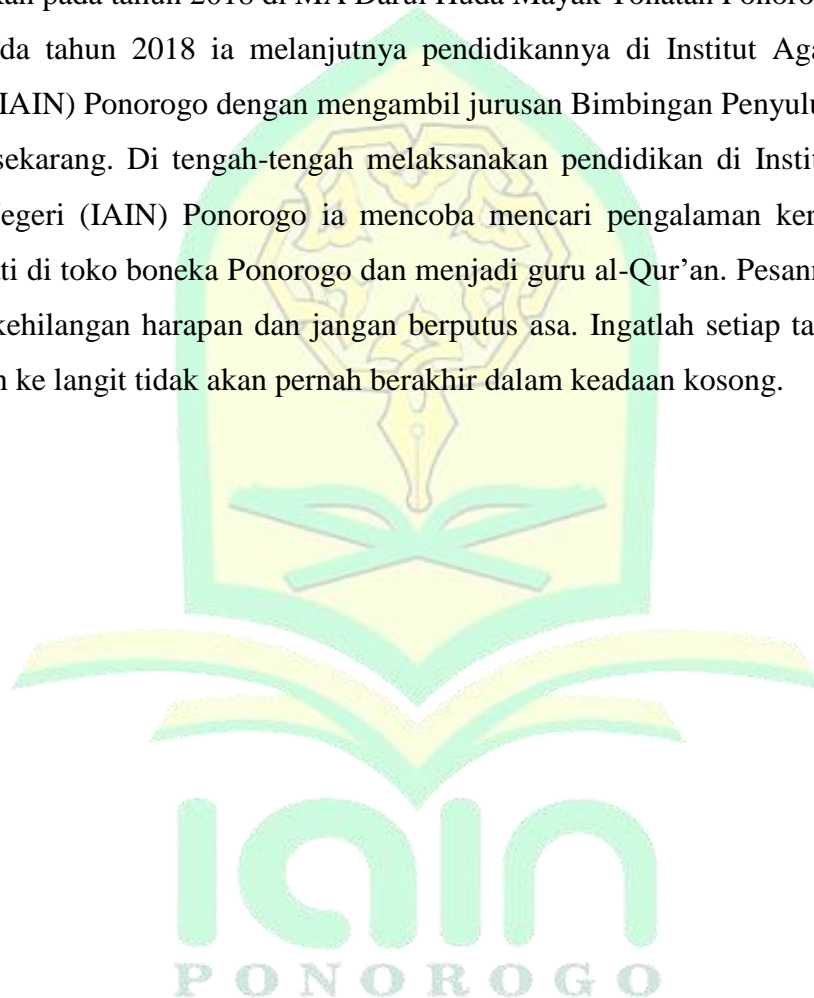 kan pada tahun 2018 di MA Darul Huda Mayak Tonatan Ponoro
da tahun 2018 ia melanjutnya pendidikannya di Institut Aga
IAIN) Ponorogo dengan mengambil jurusan Bimbingan Penyulu
sekarang. Di tengah-tengah melaksanakan pendidikan di Instit
egeri (IAIN) Ponorogo ia mencoba mencari pengalaman ker
ti di toko boneka Ponorogo dan menjadi guru al-Qur’an. Pesann
kehilangan harapan dan jangan berputus asa. Ingatlah setiap ta
n ke langit tidak akan pernah berakhir dalam keadaan kosong.
iain
PONOROGO